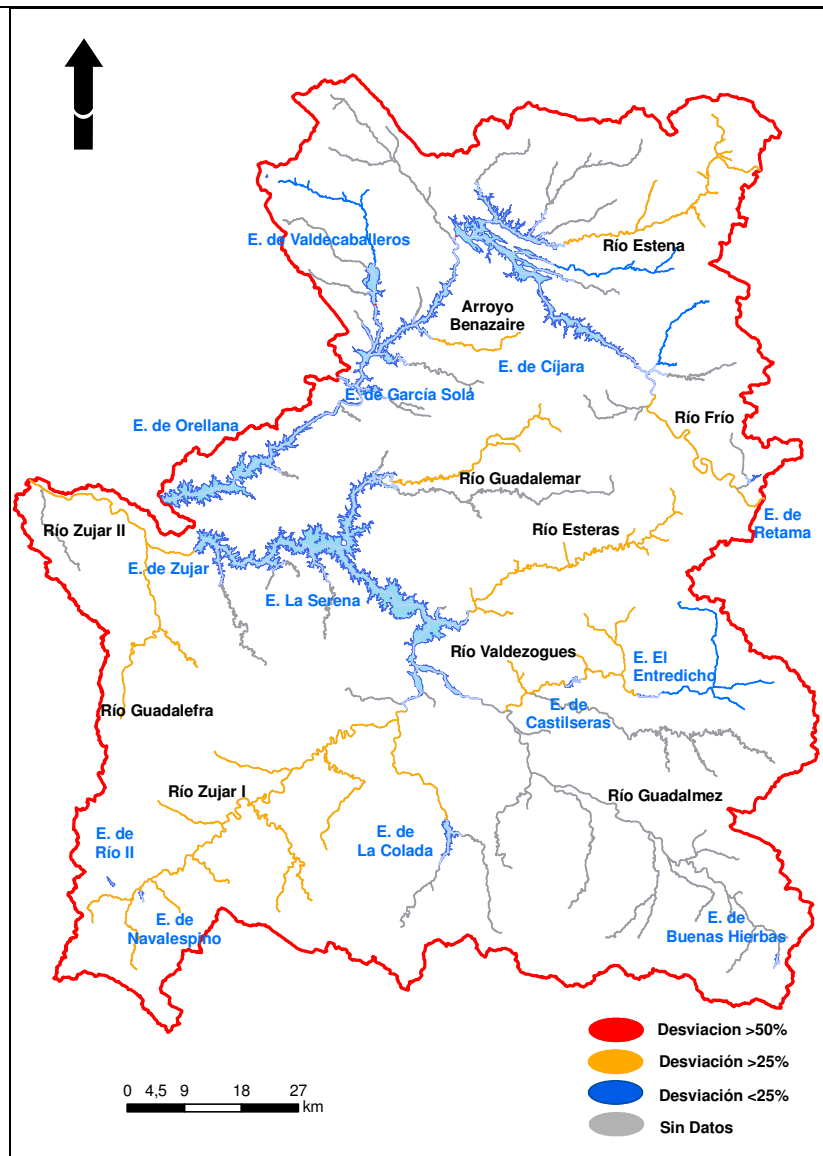 E. de Valdecaballeros
Río Estena
Arroyo
Benazaire
E. de Cíjara
E. de García Solá
E. de Orellana
Río Frío
Río Guadalemar
E. de
Retama
Río Zujar II
Río Esteras
E. de Zujar
E. La Serena
Río Valdezogues
E. El
Entredicho
E. de
Castilseras
Río Guadalefra
Río Zujar I
Río Guadalmez
E. de
Río II
E. de
La Colada
E. de
Navalespino
E. de
Buenas Hierbas
Desviacion >50%
Desviación >25%
Desviación <25%
Sin Datos
0 4,5 9 18 27
km